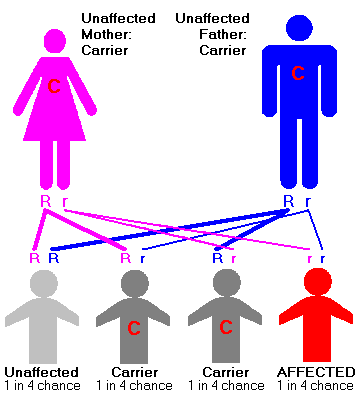 Unaffected
Mother:
Carrier
Unaffected
Father:
Carrier
C
C
R r
R r
R R
R r
R r
r r
C
C
Unaffected
1 in 4 chance
Carrier
1 in 4 chance
Carrier
1 in 4 chance
AFFECTED
1 in 4 chance